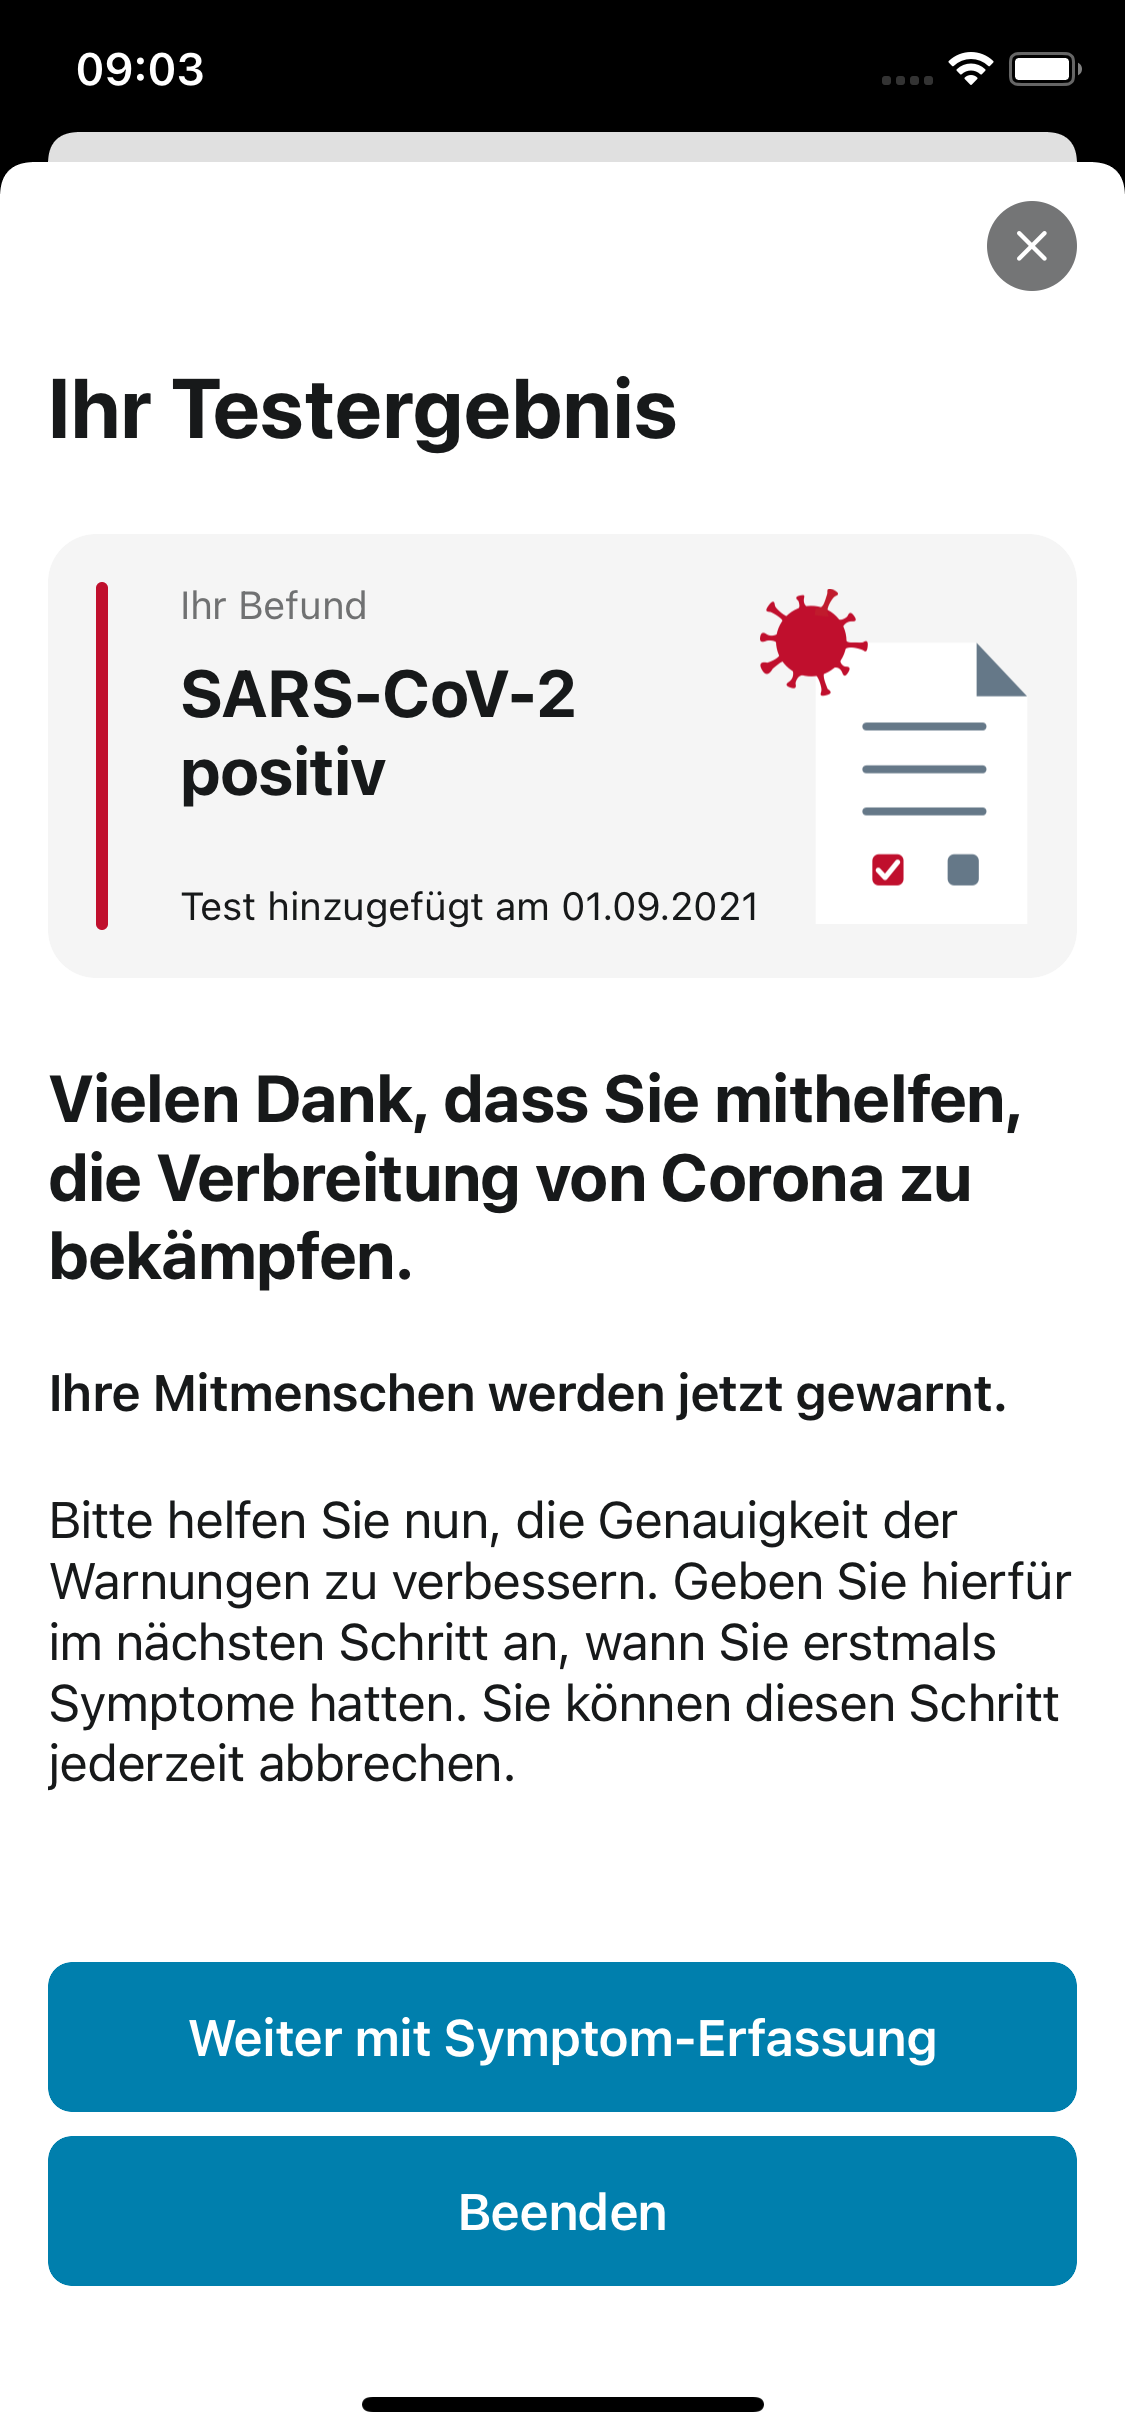 09:03
Ihr Testergebnis
Ihr Befund
SARS-CoV-2
positiv
Test hinzugefügt am 01.09.2021
Vielen Dank, dass Sie mithelfen,
die Verbreitung von Corona zu
bekämpfen.
Ihre Mitmenschen werden jetzt gewarnt.
Bitte helfen Sie nun, die Genauigkeit der
Warnungen zu verbessern. Geben Sie hierfür
im nächsten Schritt an, wann Sie erstmals
Symptome hatten. Sie können diesen Schritt
jederzeit abbrechen.
Weiter mit Symptom-Erfassung
Beenden